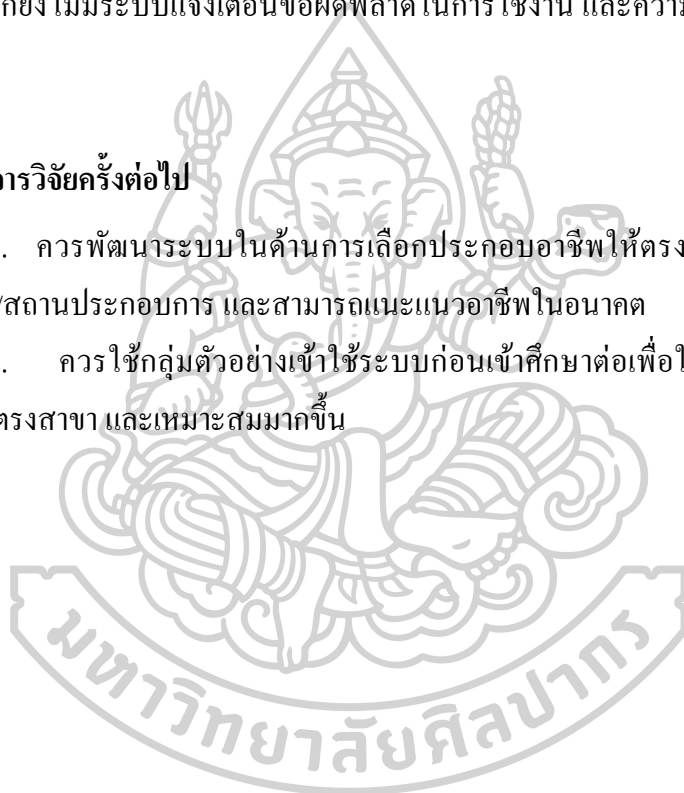 กยังไม่มีระบบแจ้งเตือนข้อผิดพลาดในการใช้งาน และความ
ารวิจัยครั้งต่อไป
. ควรพัฒนาระบบในด้านการเลือกประกอบอาชีพให้ตรง
/สถานประกอบการ และสามารถแนะแนวอาชีพในอนาคต
. ควรใช้กลุ่มตัวอย่างเข้าใช้ระบบก่อนเข้าศึกษาต่อเพื่อใ
ตรงสาขา และเหมาะสมมากขึ้น
มหาวิทยาลัยศิลปากร